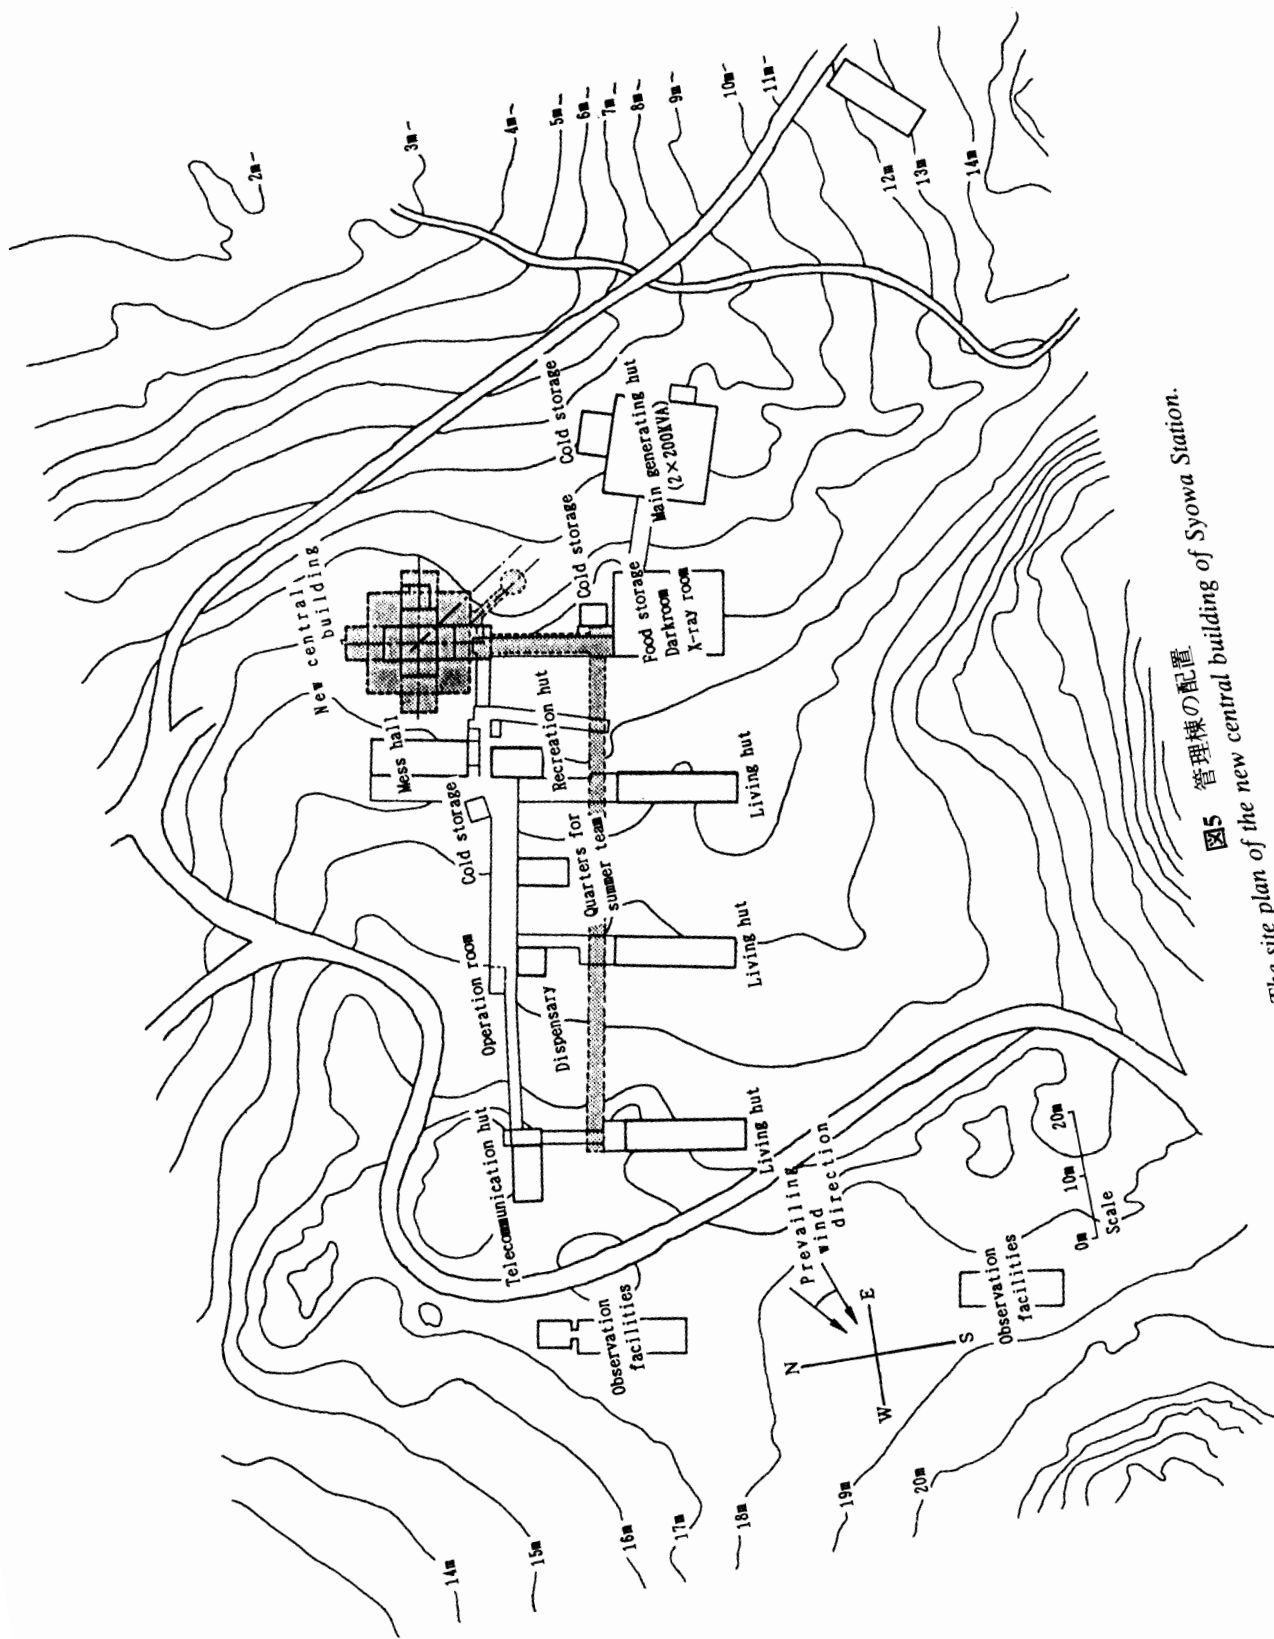 2m
3m
4m
5m
6m
7m
8m
9m
10m
11m
12m
13m
14m
New central
building
Cold storage
Main generating hut
(2×200KVA)
Cold storage
Food storage
Darkroom
X-ray room
Mess hall
Recreation hut
Cold storage
Quarters for
summer team
Living hut
Operation room
Dispensary
Living hut
Telecommunication hut
Living hut
Prevailing
wind
direction
Observation
facilities
N
E
S
W
0m
10m
20m
Scale
Observation
facilities
14m
15m
16m
17m
18m
19m
20m
図5 管理棟の配置
The site plan of the new central building of Syowa Station.